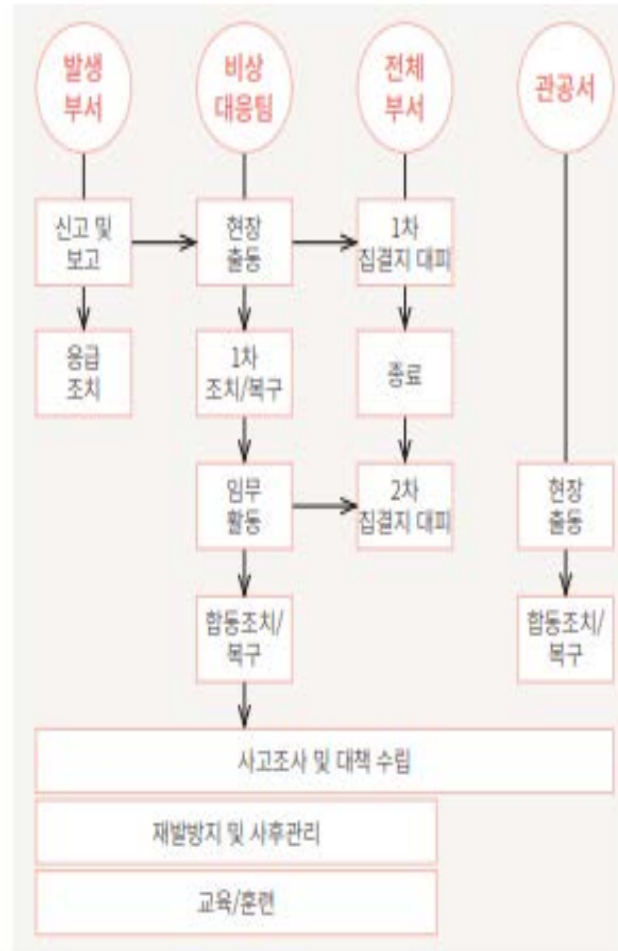 발생
부서
비상
대응팀
전체
부서
관공서
신고 및
보고
현장
출동
1차
집결지 대피
응급
조치
1차
조치/복구
종료
임무
활동
2차
집결지 대피
현장
출동
합동조치/
복구
합동조치/
복구
사고조사 및 대책 수립
재발방지 및 사후관리
교육/훈련